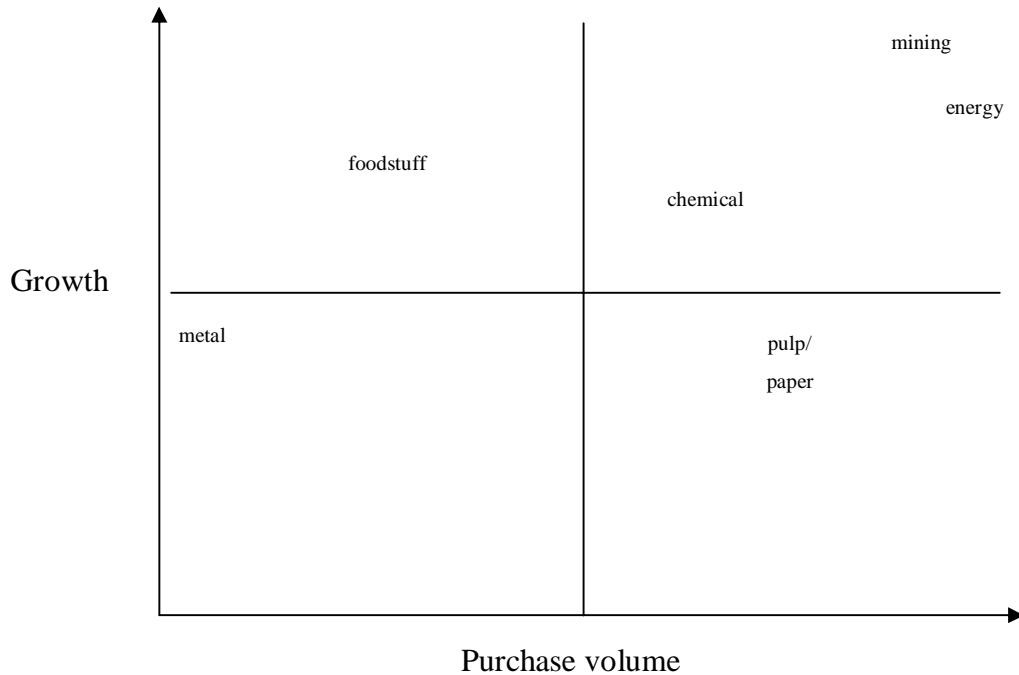 mining
energy
foodstuff
chemical
Growth
metal
pulp/
paper
Purchase volume